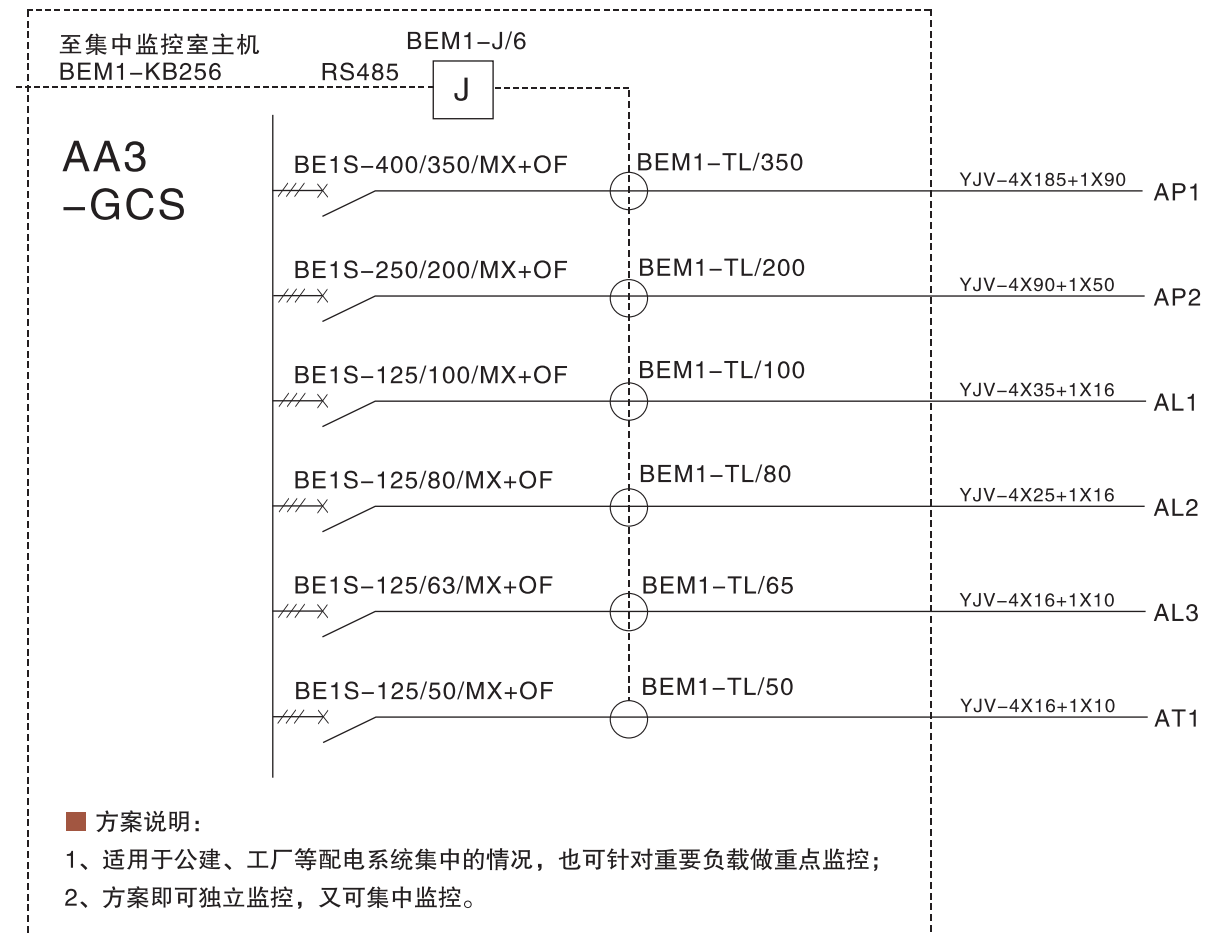 至集中监控室主机
BEM1-KB256
RS485
BEM1-J/6
J
AA3
-GCS
BE1S-400/350/MX+OF
BEM1-TL/350
YJV-4X185+1X90
AP1
BE1S-250/200/MX+OF
BEM1-TL/200
YJV-4X90+1X50
AP2
BE1S-125/100/MX+OF
BEM1-TL/100
YJV-4X35+1X16
AL1
BE1S-125/80/MX+OF
BEM1-TL/80
YJV-4X25+1X16
AL2
BE1S-125/63/MX+OF
BEM1-TL/65
YJV-4X16+1X10
AL3
BE1S-125/50/MX+OF
BEM1-TL/50
YJV-4X16+1X10
AT1
方案说明：
1、适用于公建、工厂等配电系统集中的情况，也可针对重要负载做重点监控；
2、方案即可独立监控，又可集中监控。